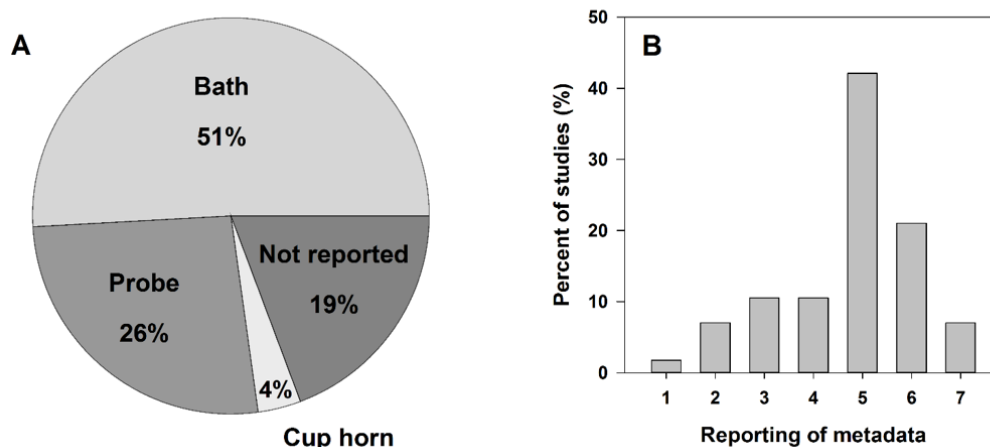 A
Bath
51%
Probe
26%
Not reported
19%
4%
Cup horn
B
Percent of studies (%)
50
40
30
20
10
0
1 2 3 4 5 6 7
Reporting of metadata